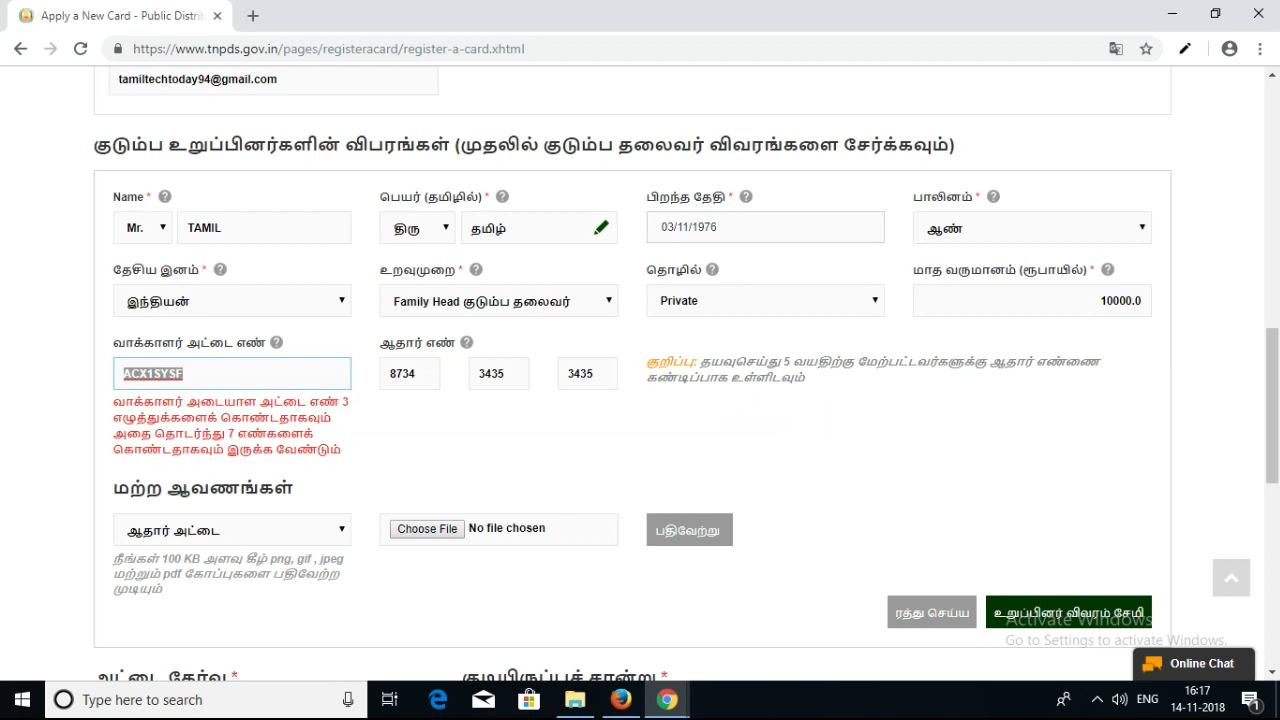 Apply a New Card - Public Distrib
https://www.tnpds.gov.in/pages/registeracard/register-a-card.xhtml
tamiltechtoday94@gmail.com
குடும்ப உறுப்பினர்களின் விபரங்கள் (முதலில் குடும்ப தலைவர் விவரங்களை சேர்க்கவும்)
Name * பெயர் (தமிழில்) * பிறந்த தேதி * பாலினம் *
Mr. TAMIL திரு தமிழ் 03/11/1976 ஆண்
தேசிய இனம் * உறவுமுறை * தொழில் மாத வருமானம் (ரூபாயில்) *
இந்தியன் Family Head குடும்ப தலைவர் Private 10000.0
வாக்காளர் அட்டை எண் ஆதார் எண்
ACX1SYSF 8734 3435 3435
குறிப்பு: தயவுசெய்து 5 வயதிற்கு மேற்பட்டவர்களுக்கு ஆதார் எண்ணை
கண்டிப்பாக உள்ளிடவும்
வாக்காளர் அடையாள அட்டை எண் 3
எழுத்துக்களைக் கொண்டதாகவும்
அதை தொடர்ந்து 7 எண்களைக்
கொண்டதாகவும் இருக்க வேண்டும்
மற்ற ஆவணங்கள்
ஆதார் அட்டை Choose File No file chosen பதிவேற்று
நீங்கள் 100 KB அளவு கீழ் png, gif , jpeg
மற்றும் pdf கோப்புகளை பதிவேற்ற
முடியும்
ரத்து செய்ய உறுப்பினர் விவரம் சேமி
Activate Windows
Go to Settings to activate Windows.
அட்டை தேர்வு * குடியிருப்புச் சான்று *
Online Chat
Type here to search
ENG
16:17
14-11-2018
1